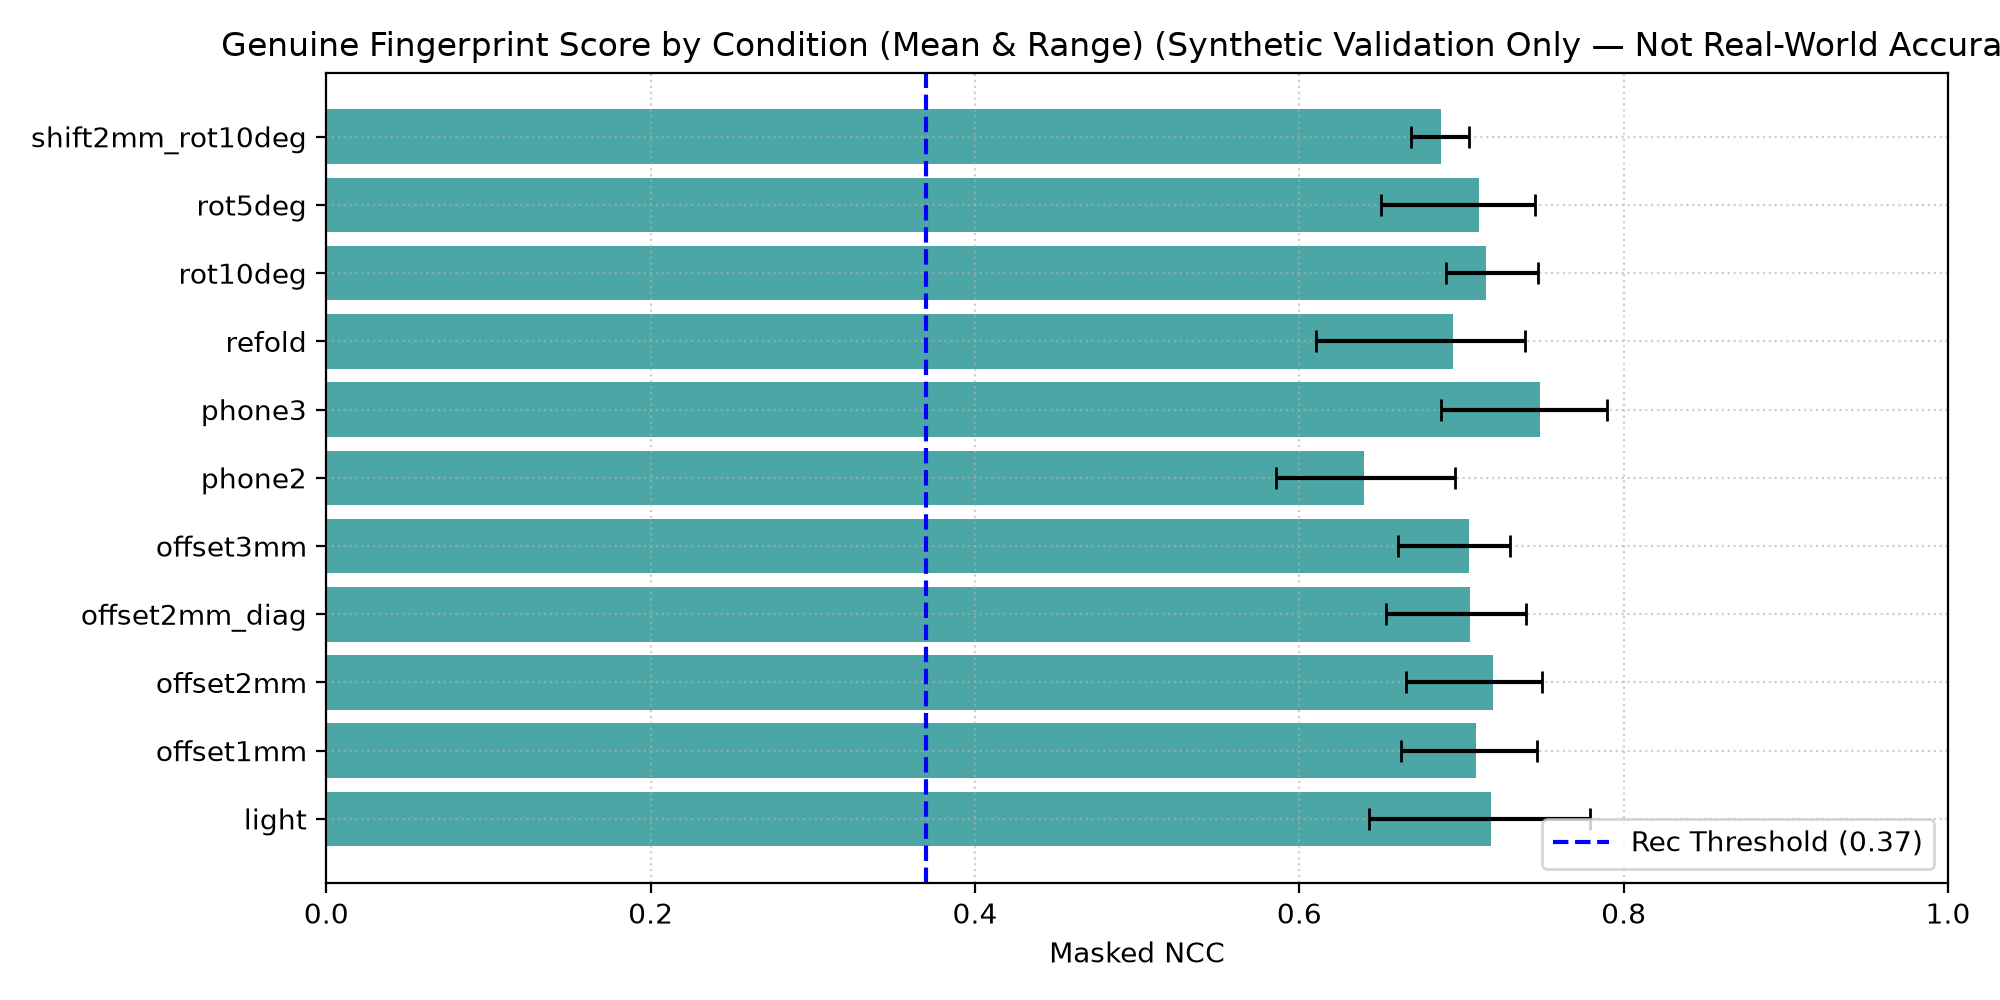 Genuine Fingerprint Score by Condition (Mean & Range) (Synthetic Validation Only — Not Real-World Accura
shift2mm_rot10deg
rot5deg
rot10deg
refold
phone3
phone2
offset3mm
offset2mm_diag
offset2mm
offset1mm
light
Rec Threshold (0.37)
0.0 0.2 0.4 0.6 0.8 1.0
Masked NCC